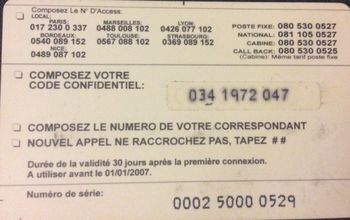 Composez Le N° D'Access:
LOCAL:
PARIS: MARSEILLES: LYON:
017 230 0 337 0488 008 102 0426 077 102
BORDEAUX: TOULOUSE: STRASBOURG:
0540 089 152 0567 088 102 0369 089 152
NICE:
0489 087 102
POSTE FIXE: 080 530 0527
NATIONAL: 081 105 0527
CABINE: 080 530 0527
CALL BACK: 080 530 0525
(Cabine): Même tarif poste fixe
COMPOSEZ VOTRE
CODE CONFIDENTIEL:
034 1972 047
COMPOSEZ LE NUMERO DE VOTRE CORRESPONDANT
NOUVEL APPEL NE RACCROCHEZ PAS, TAPEZ ##
Durée de la validité 30 jours après la première connexion.
A utiliser avant le 01/01/2007.
Numéro de série: 0002 5000 0529